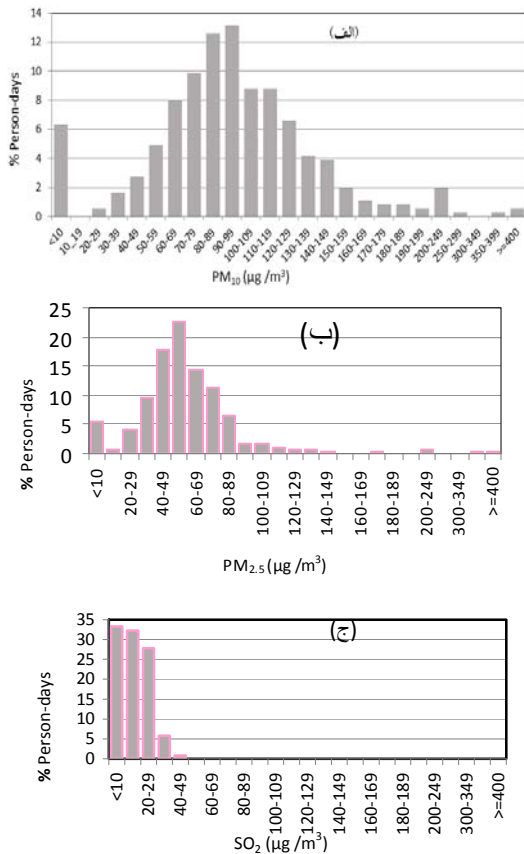 (الف)
% Person-days
14
12
10
8
6
4
2
0
<10 10_19 20-29 30-39 40-49 50-59 60-69 70-79 80-89 90-99 100-109 110-119 120-129 130-139 140-149 150-159 160-169 170-179 180-189 190-199 200-249 250-299 300-349 350-399 >=400
PM10 (µg /m³)
(ب)
% Person-days
25
20
15
10
5
0
<10 20-29 40-49 60-69 80-89 100-109 120-129 140-149 160-169 180-189 200-249 300-349 >=400
PM2.5 (µg /m³)
(ج)
% Person-days
35
30
25
20
15
10
5
0
<10 20-29 40-49 60-69 80-89 100-109 120-129 140-149 160-169 180-189 200-249 300-349 >=400
SO2 (µg /m³)